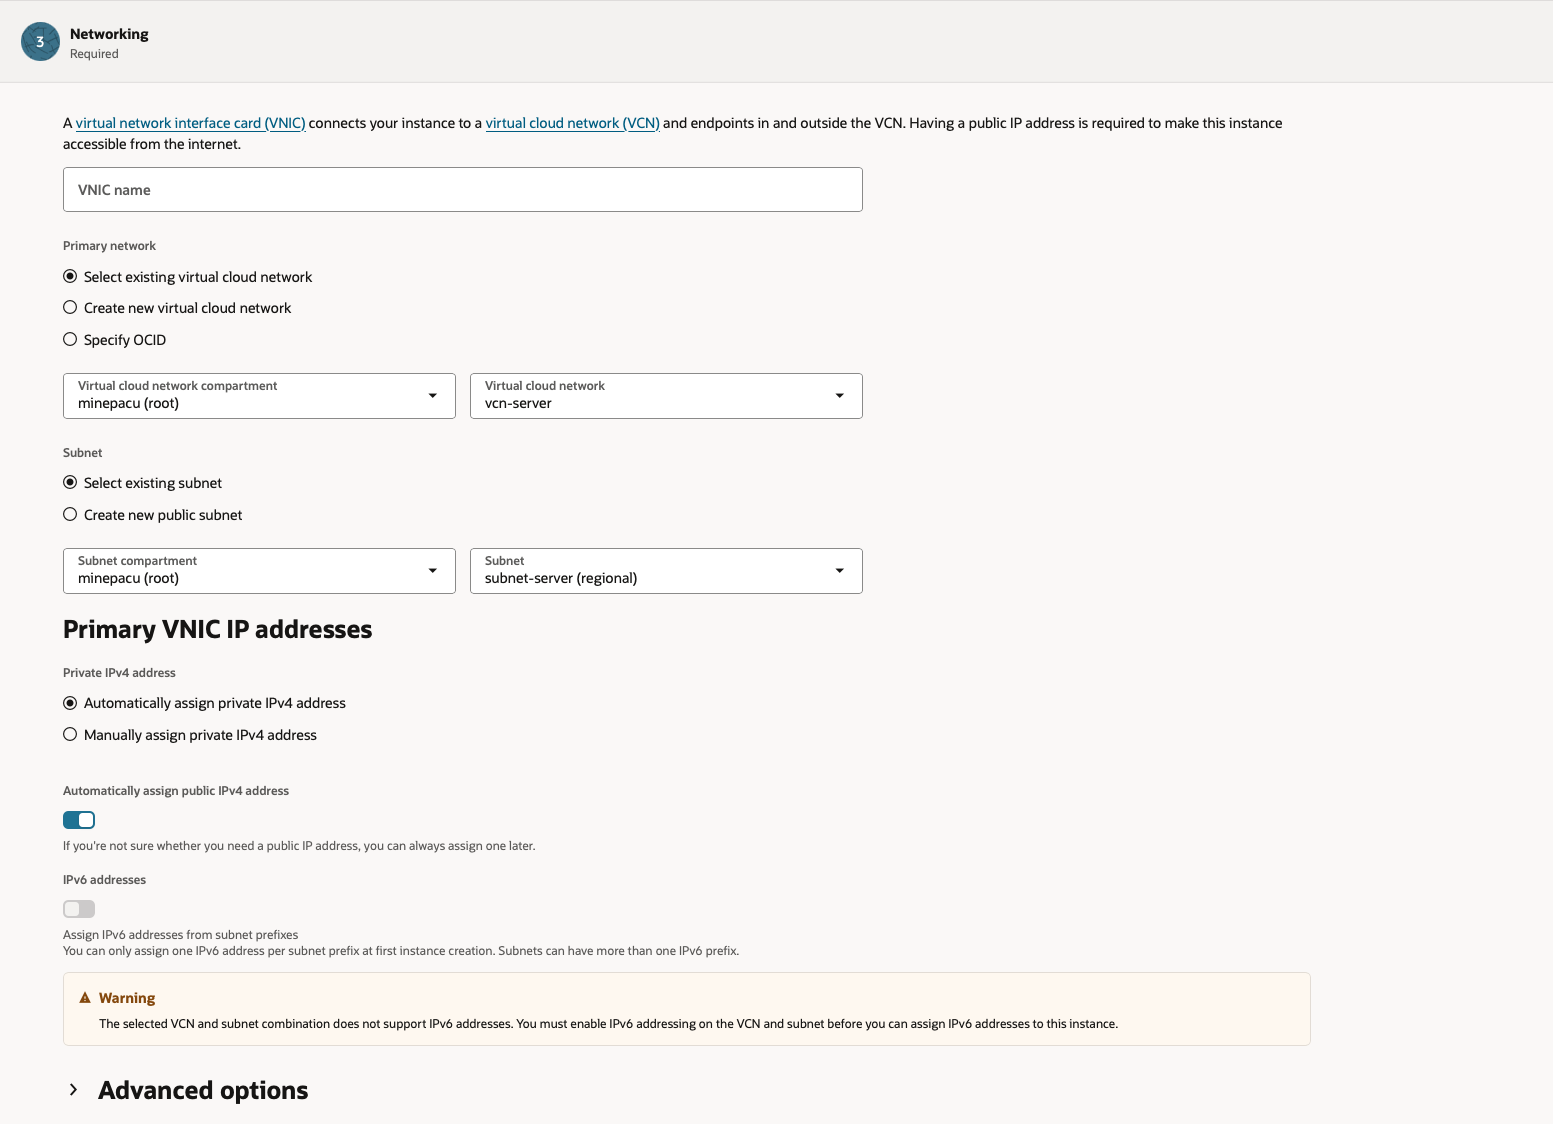 3
Networking
Required
A virtual network interface card (VNIC) connects your instance to a virtual cloud network (VCN) and endpoints in and outside the VCN. Having a public IP address is required to make this instance
accessible from the internet.
VNIC name
Primary network
Select existing virtual cloud network
Create new virtual cloud network
Specify OCID
Virtual cloud network compartment
minepacu (root)
Virtual cloud network
vcn-server
Subnet
Select existing subnet
Create new public subnet
Subnet compartment
minepacu (root)
Subnet
subnet-server (regional)
Primary VNIC IP addresses
Private IPv4 address
Automatically assign private IPv4 address
Manually assign private IPv4 address
Automatically assign public IPv4 address
If you're not sure whether you need a public IP address, you can always assign one later.
IPv6 addresses
Assign IPv6 addresses from subnet prefixes
You can only assign one IPv6 address per subnet prefix at first instance creation. Subnets can have more than one IPv6 prefix.
Warning
The selected VCN and subnet combination does not support IPv6 addresses. You must enable IPv6 addressing on the VCN and subnet before you can assign IPv6 addresses to this instance.
Advanced options